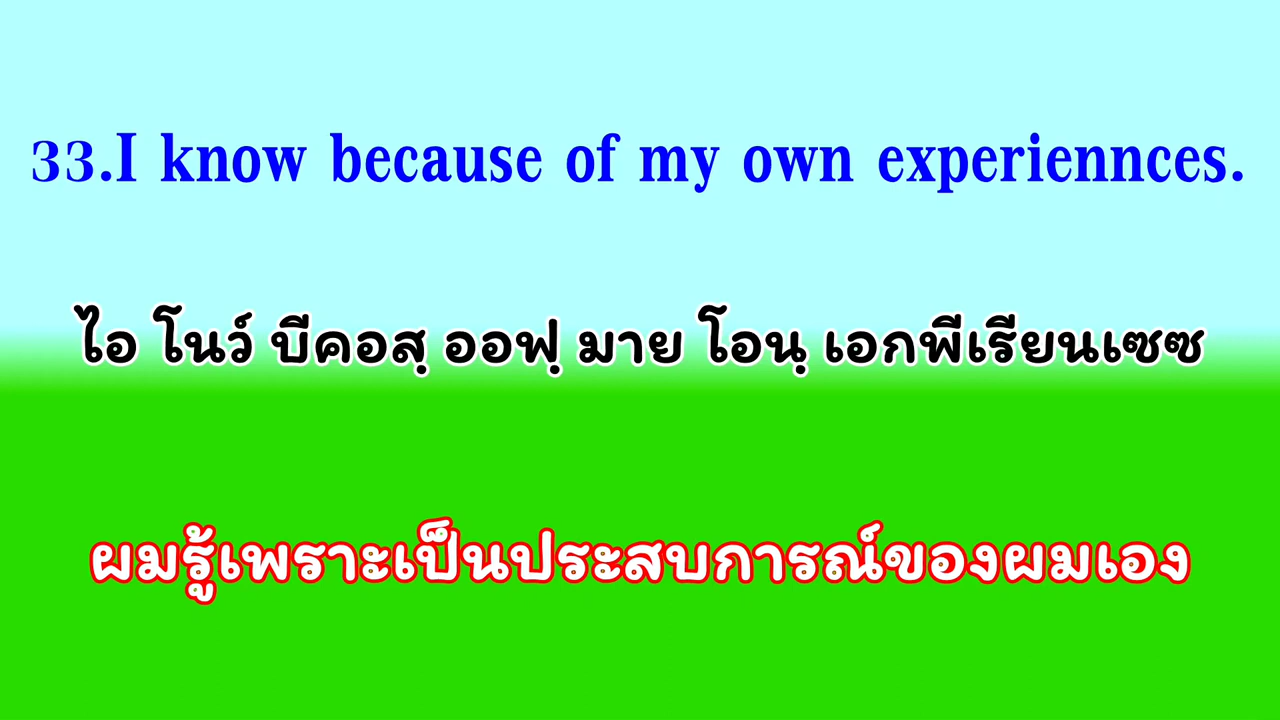 33.I know because of my own experiennces.
ไอ โนว์ บีคอสฺ ออฟฺ มาย โอนฺ เอกพีเรียนเซซ
ผมรู้เพราะเป็นประสบการณ์ของผมเอง